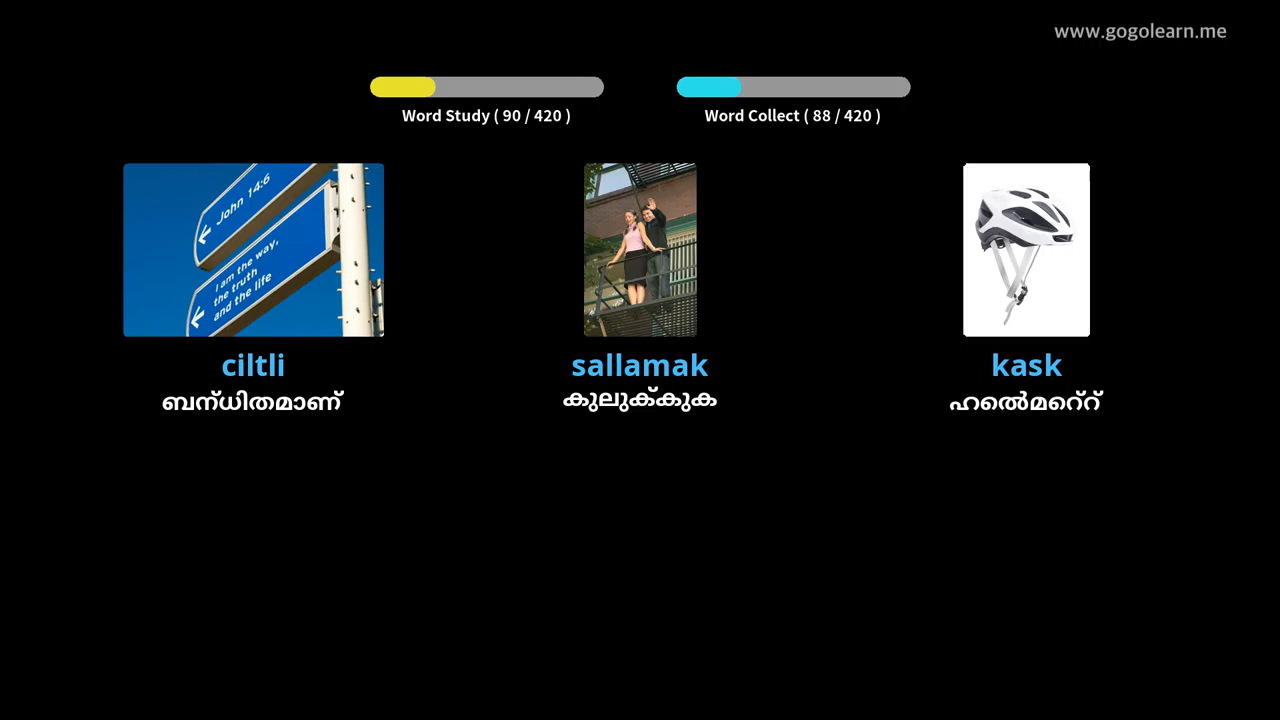 www.gogolearn.me
Word Study ( 90 / 420 )
Word Collect ( 88 / 420 )
John 14:6
I am the way,
the truth
and the life
ciltli
ബന്ധിതമാണ്
sallamak
കുലുക്കുക
kask
ഹെൽമറ്റെ്